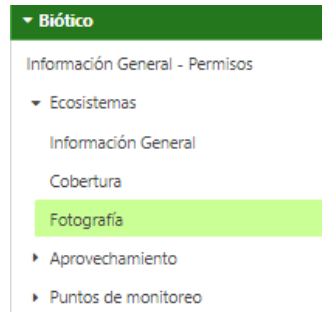 Biótico
Información General - Permisos
Ecosistemas
Información General
Cobertura
Fotografía
Aprovechamiento
Puntos de monitoreo